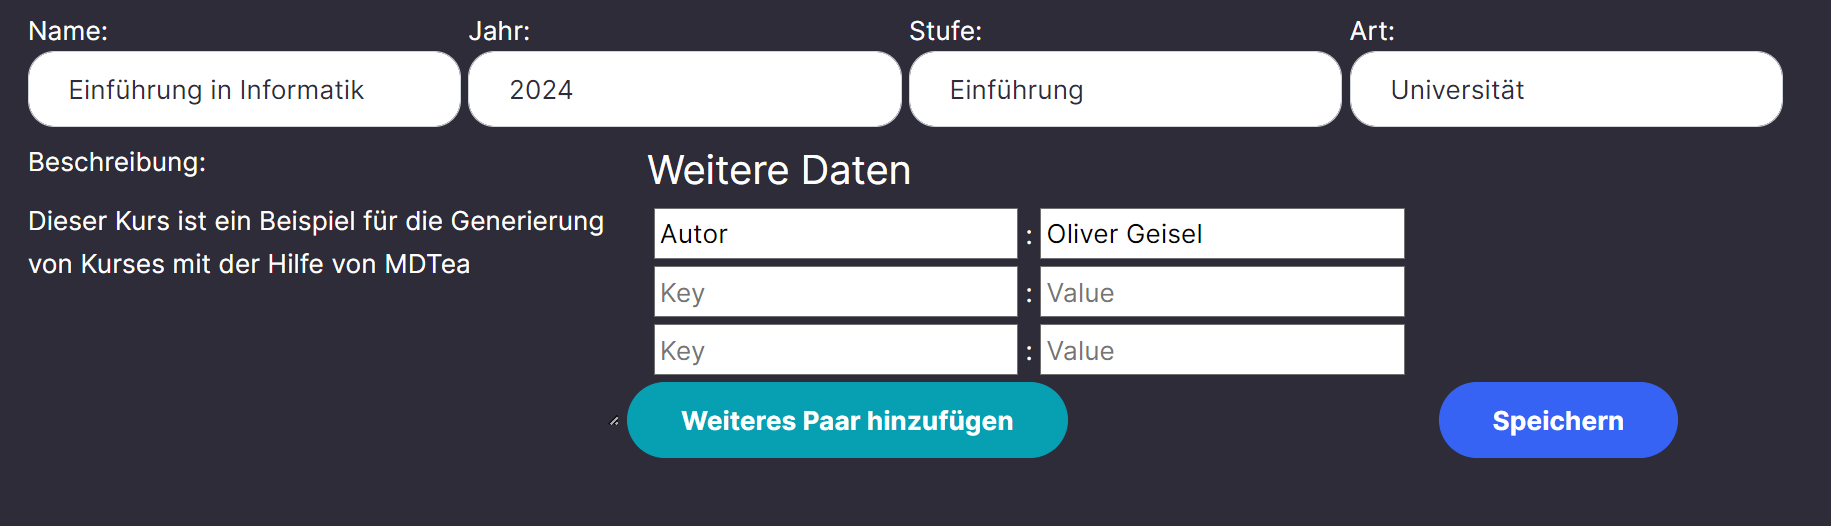 Name: Jahr: Stufe: Art:
Einführung in Informatik 2024 Einführung Universität
Beschreibung:
Dieser Kurs ist ein Beispiel für die Generierung
von Kurses mit der Hilfe von MDTea
Weitere Daten
Autor : Oliver Geisel
Key : Value
Key : Value
Weiteres Paar hinzufügen
Speichern